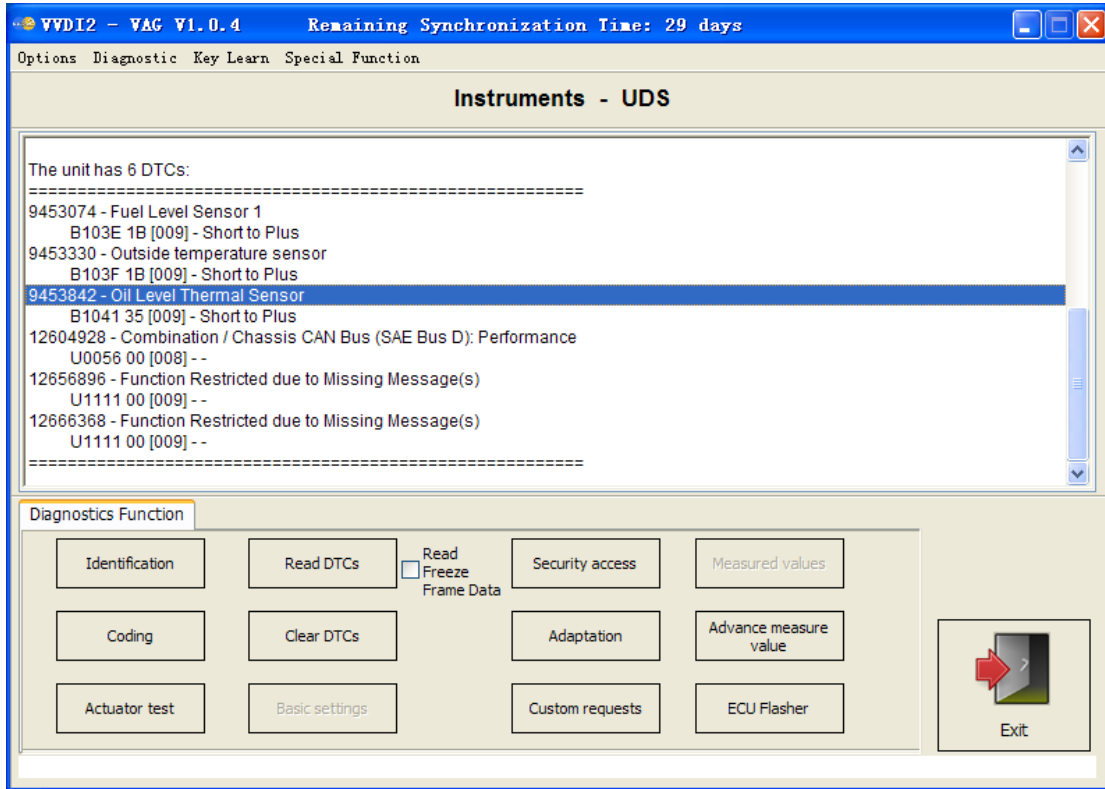 VVDI2 - VAG V1.0.4 Remaining Synchronization Time: 29 days
Options Diagnostic Key Learn Special Function
Instruments - UDS
The unit has 6 DTCs:
=========================================================
9453074 - Fuel Level Sensor 1
B103E 1B [009] - Short to Plus
9453330 - Outside temperature sensor
B103F 1B [009] - Short to Plus
9453842 - Oil Level Thermal Sensor
B1041 35 [009] - Short to Plus
12604928 - Combination / Chassis CAN Bus (SAE Bus D): Performance
U0056 00 [008] - -
12656896 - Function Restricted due to Missing Message(s)
U1111 00 [009] - -
12666368 - Function Restricted due to Missing Message(s)
U1111 00 [009] - -
=========================================================
Diagnostics Function
Identification
Read DTCs
Read
Freeze
Frame Data
Security access
Measured values
Coding
Clear DTCs
Adaptation
Advance measure
value
Actuator test
Basic settings
Custom requests
ECU Flasher
Exit